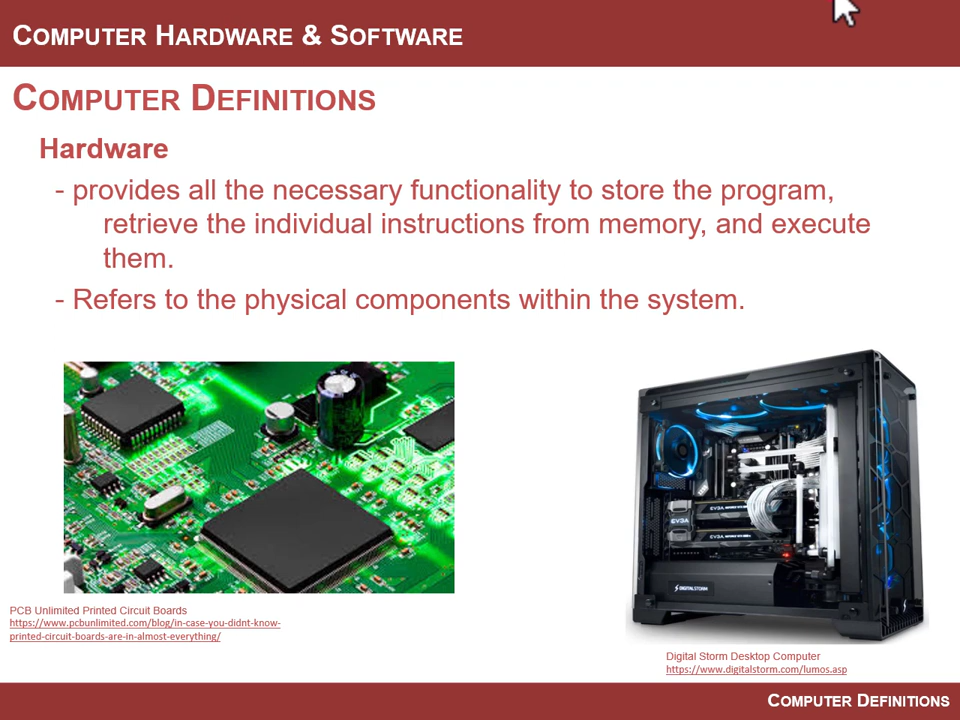 COMPUTER HARDWARE & SOFTWARE
COMPUTER DEFINITIONS
Hardware
- provides all the necessary functionality to store the program,
retrieve the individual instructions from memory, and execute
them.
- Refers to the physical components within the system.
EVGA
EVGA
DIGITALSTORM
PCB Unlimited Printed Circuit Boards
https://www.pcbunlimited.com/blog/in-case-you-didnt-know-
printed-circuit-boards-are-in-almost-everything/
Digital Storm Desktop Computer
https://www.digitalstorm.com/lumos.asp
COMPUTER DEFINITIONS